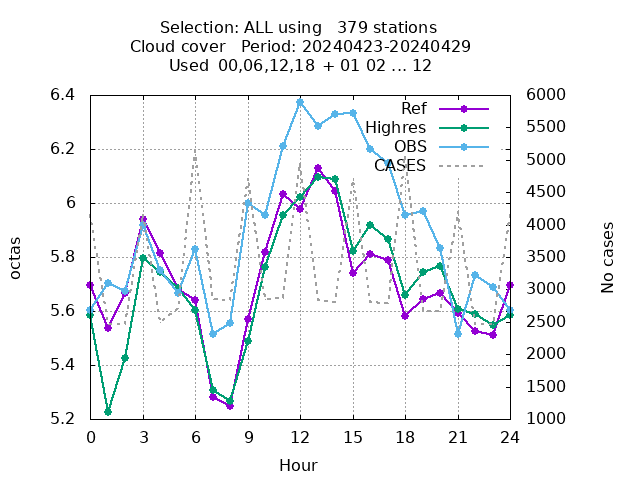 Selection: ALL using   379 stations
Cloud cover   Period: 20240423-20240429
Used  00,06,12,18  + 01 02 ... 12
6.4
6.2
6
5.8
5.6
5.4
5.2
6000
5500
5000
4500
4000
3500
3000
2500
2000
1500
1000
Ref
Highres
OBS
CASES
octas
No cases
0 3 6 9 12 15 18 21 24
Hour